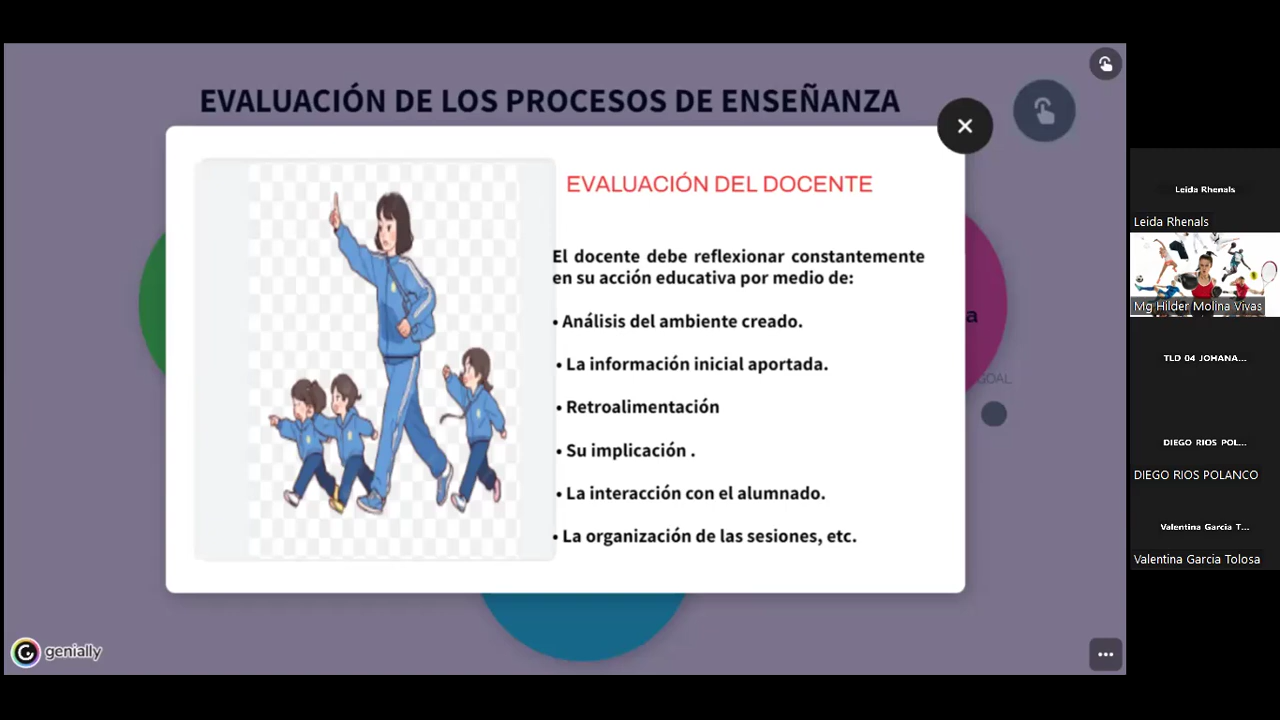 EVALUACIÓN DE LOS PROCESOS DE ENSEÑANZA
EVALUACIÓN DEL DOCENTE
El docente debe reflexionar constantemente
en su acción educativa por medio de:
• Análisis del ambiente creado.
• La información inicial aportada.
• Retroalimentación
• Su implicación .
• La interacción con el alumnado.
• La organización de las sesiones, etc.
a
GOAL
genially
Leida Rhenals
Leida Rhenals
Mg Hilder Molina Vivas
TLD 04 JOHANA...
DIEGO RIOS POL...
DIEGO RIOS POLANCO
Valentina Garcia T...
Valentina Garcia Tolosa